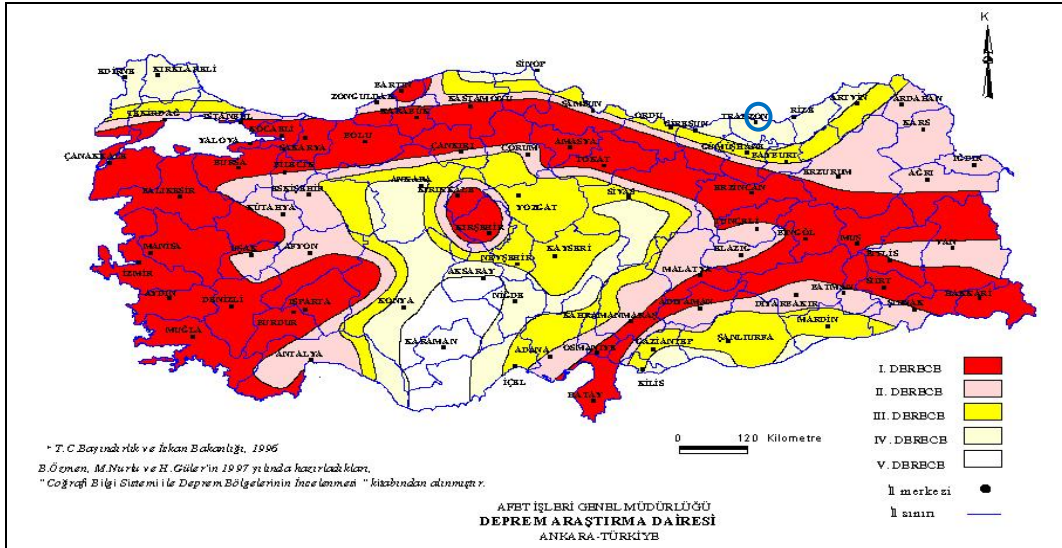 K
SİNOP
EDİRNE
KIRKLARELİ
BARTIN
ZONGULDAK
KASTAMONU
SAMSUN
ARTVİN
ARDAHAN
TEKİRDAĞ
İSTANBUL
KOCAELİ
KARABÜK
ORDU
GİRESUN
TRABZON
RİZE
KARS
YALOVA
SAKARYA
BOLU
ÇANKIRI
ÇORUM
AMASYA
TOKAT
GÜMÜŞHANE
BAYBURT
ÇANAKKALE
BURSA
BİLECİK
IĞDIR
ERZURUM
AĞRI
BALIKESİR
ESKİŞEHİR
ANKARA
KIRIKKALE
YOZGAT
SİVAS
ERZİNCAN
KÜTAHYA
KIRŞEHİR
TUNCELİ
BİNGÖL
MUŞ
MANİSA
UŞAK
AFYON
KAYSERİ
ELAZIĞ
BİTLİS
VAN
İZMİR
NEVŞEHİR
AKSARAY
MALATYA
AYDIN
DENİZLİ
ISPARTA
BURDUR
KONYA
NİĞDE
ADIYAMAN
DİYARBAKIR
BATMAN
SİİRT
ŞIRNAK
HAKKARİ
MUĞLA
KAHRAMANMARAŞ
MARDİN
ANTALYA
KARAMAN
ADANA
OSMANİYE
GAZİANTEP
ŞANLIURFA
İÇEL
KİLİS
HATAY
I. DERECE
II. DERECE
III. DERECE
IV. DERECE
V. DERECE
İl merkezi
İl sınırı
0 120 Kilometre
* T.C Bayındırlık ve İskan Bakanlığı, 1996
B.Özmen, M.Nurlu ve H.Güler'in 1997 yılında hazırladıkları,
"Coğrafi Bilgi Sistemi ile Deprem Bölgelerinin İncelenmesi" kitabından alınmıştır.
AFET İŞLERİ GENEL MÜDÜRLÜĞÜ
DEPREM ARAŞTIRMA DAİRESİ
ANKARA-TÜRKİYE